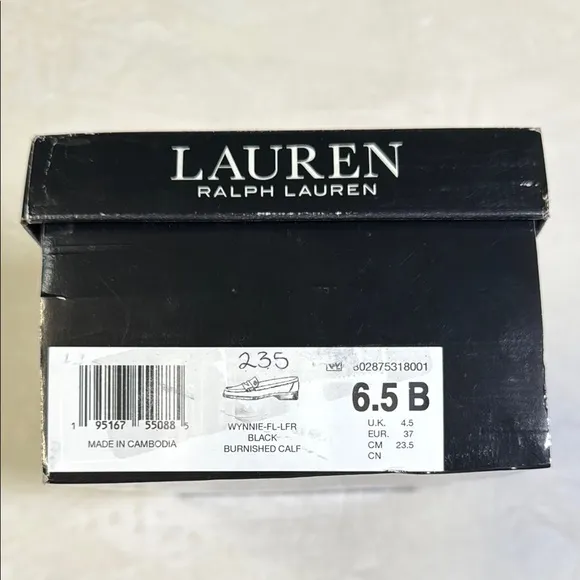 LAUREN
RALPH LAUREN
235
802875318001
6.5 B
U.K. 4.5
EUR. 37
CM 23.5
CN
WYNNIE-FL-LFR
BLACK
BURNISHED CALF
1 95167 55088 5
MADE IN CAMBODIA